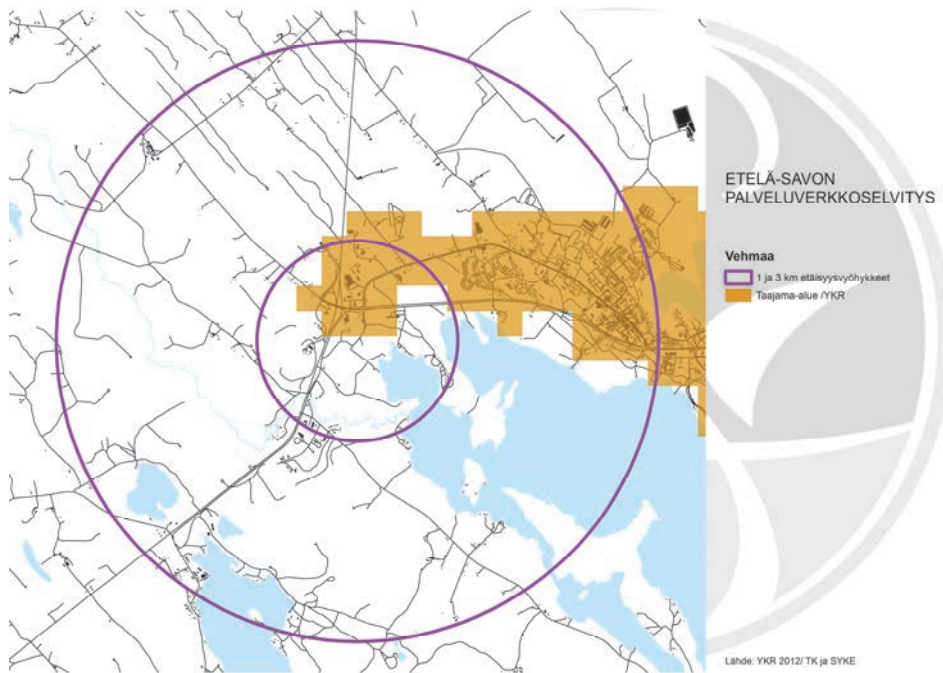 ETELÄ-SAVON
PALVELUVERKKOSELVITYS
Vehmaa
1 ja 3 km etäisyysvyöhykkeet
Taajama-alue /YKR
Lähde: YKR 2012/ TK ja SYKE